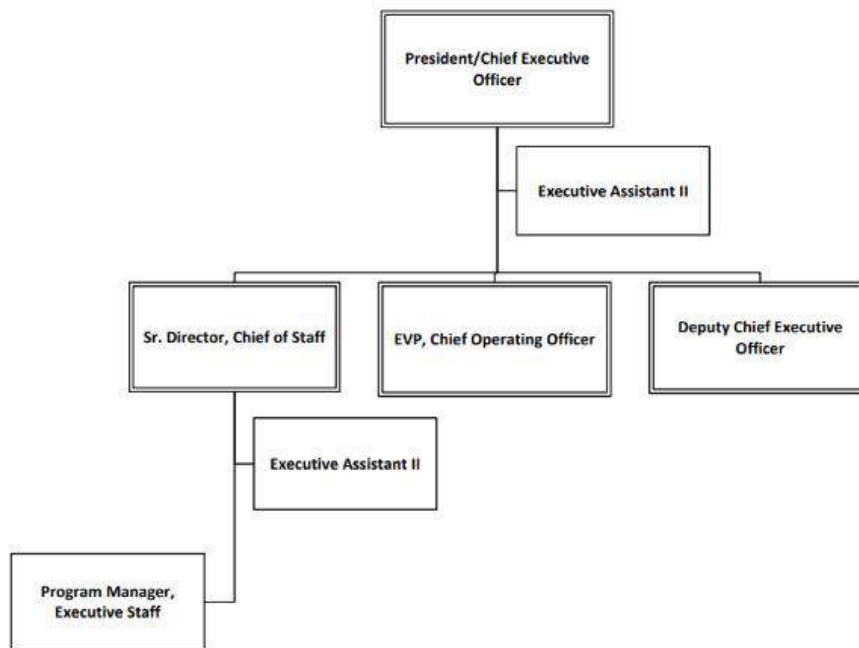 President/Chief Executive
Officer
Executive Assistant II
Sr. Director, Chief of Staff
EVP, Chief Operating Officer
Deputy Chief Executive
Officer
Executive Assistant II
Program Manager,
Executive Staff